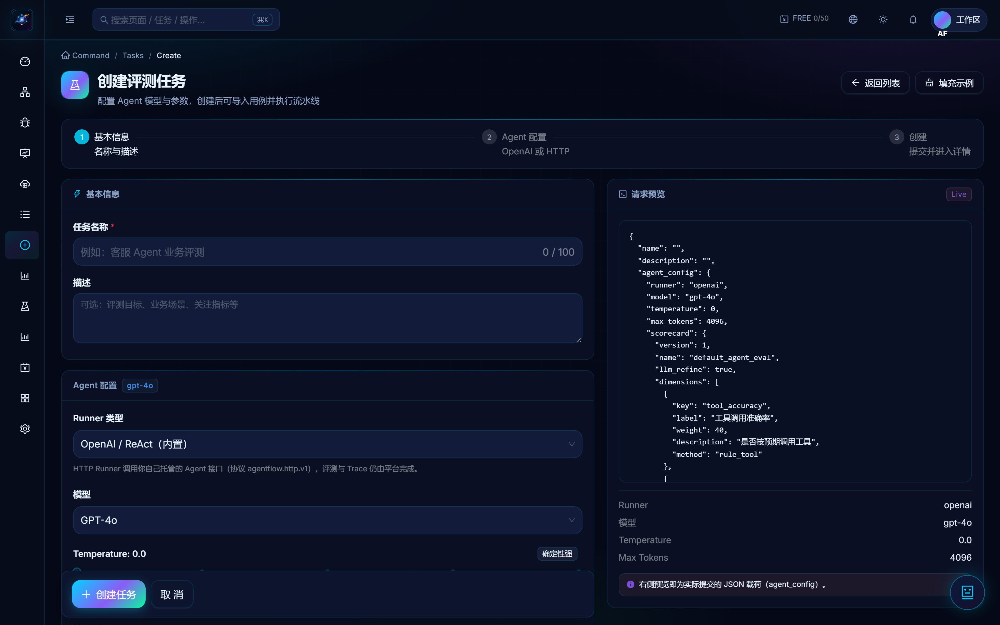 搜索页面 / 任务 / 操作... ⌘K
FREE 0/50
AF
工作区
Command / Tasks / Create
创建评测任务
配置 Agent 模型与参数，创建后可导入用例并执行流水线
返回列表
填充示例
1 基本信息
名称与描述
2 Agent 配置
OpenAI 或 HTTP
3 创建
提交并进入详情
基本信息
任务名称 *
例如：客服 Agent 业务评测 0 / 100
描述
可选：评测目标、业务场景、关注指标等
Agent 配置 gpt-4o
Runner 类型
OpenAI / ReAct（内置）
HTTP Runner 调用你自己托管的 Agent 接口（协议 agentflow.http.v1），评测与 Trace 仍由平台完成。
模型
GPT-4o
Temperature: 0.0 确定性强
创建任务
取 消
请求预览 Live
{
"name": "",
"description": "",
"agent_config": {
"runner": "openai",
"model": "gpt-4o",
"temperature": 0,
"max_tokens": 4096,
"scorecard": {
"version": 1,
"name": "default_agent_eval",
"llm_refine": true,
"dimensions": [
{
"key": "tool_accuracy",
"label": "工具调用准确率",
"weight": 40,
"description": "是否按预期调用工具",
"method": "rule_tool"
},
{
Runner openai
模型 gpt-4o
Temperature 0.0
Max Tokens 4096
右侧预览即为实际提交的 JSON 载荷（agent_config）。